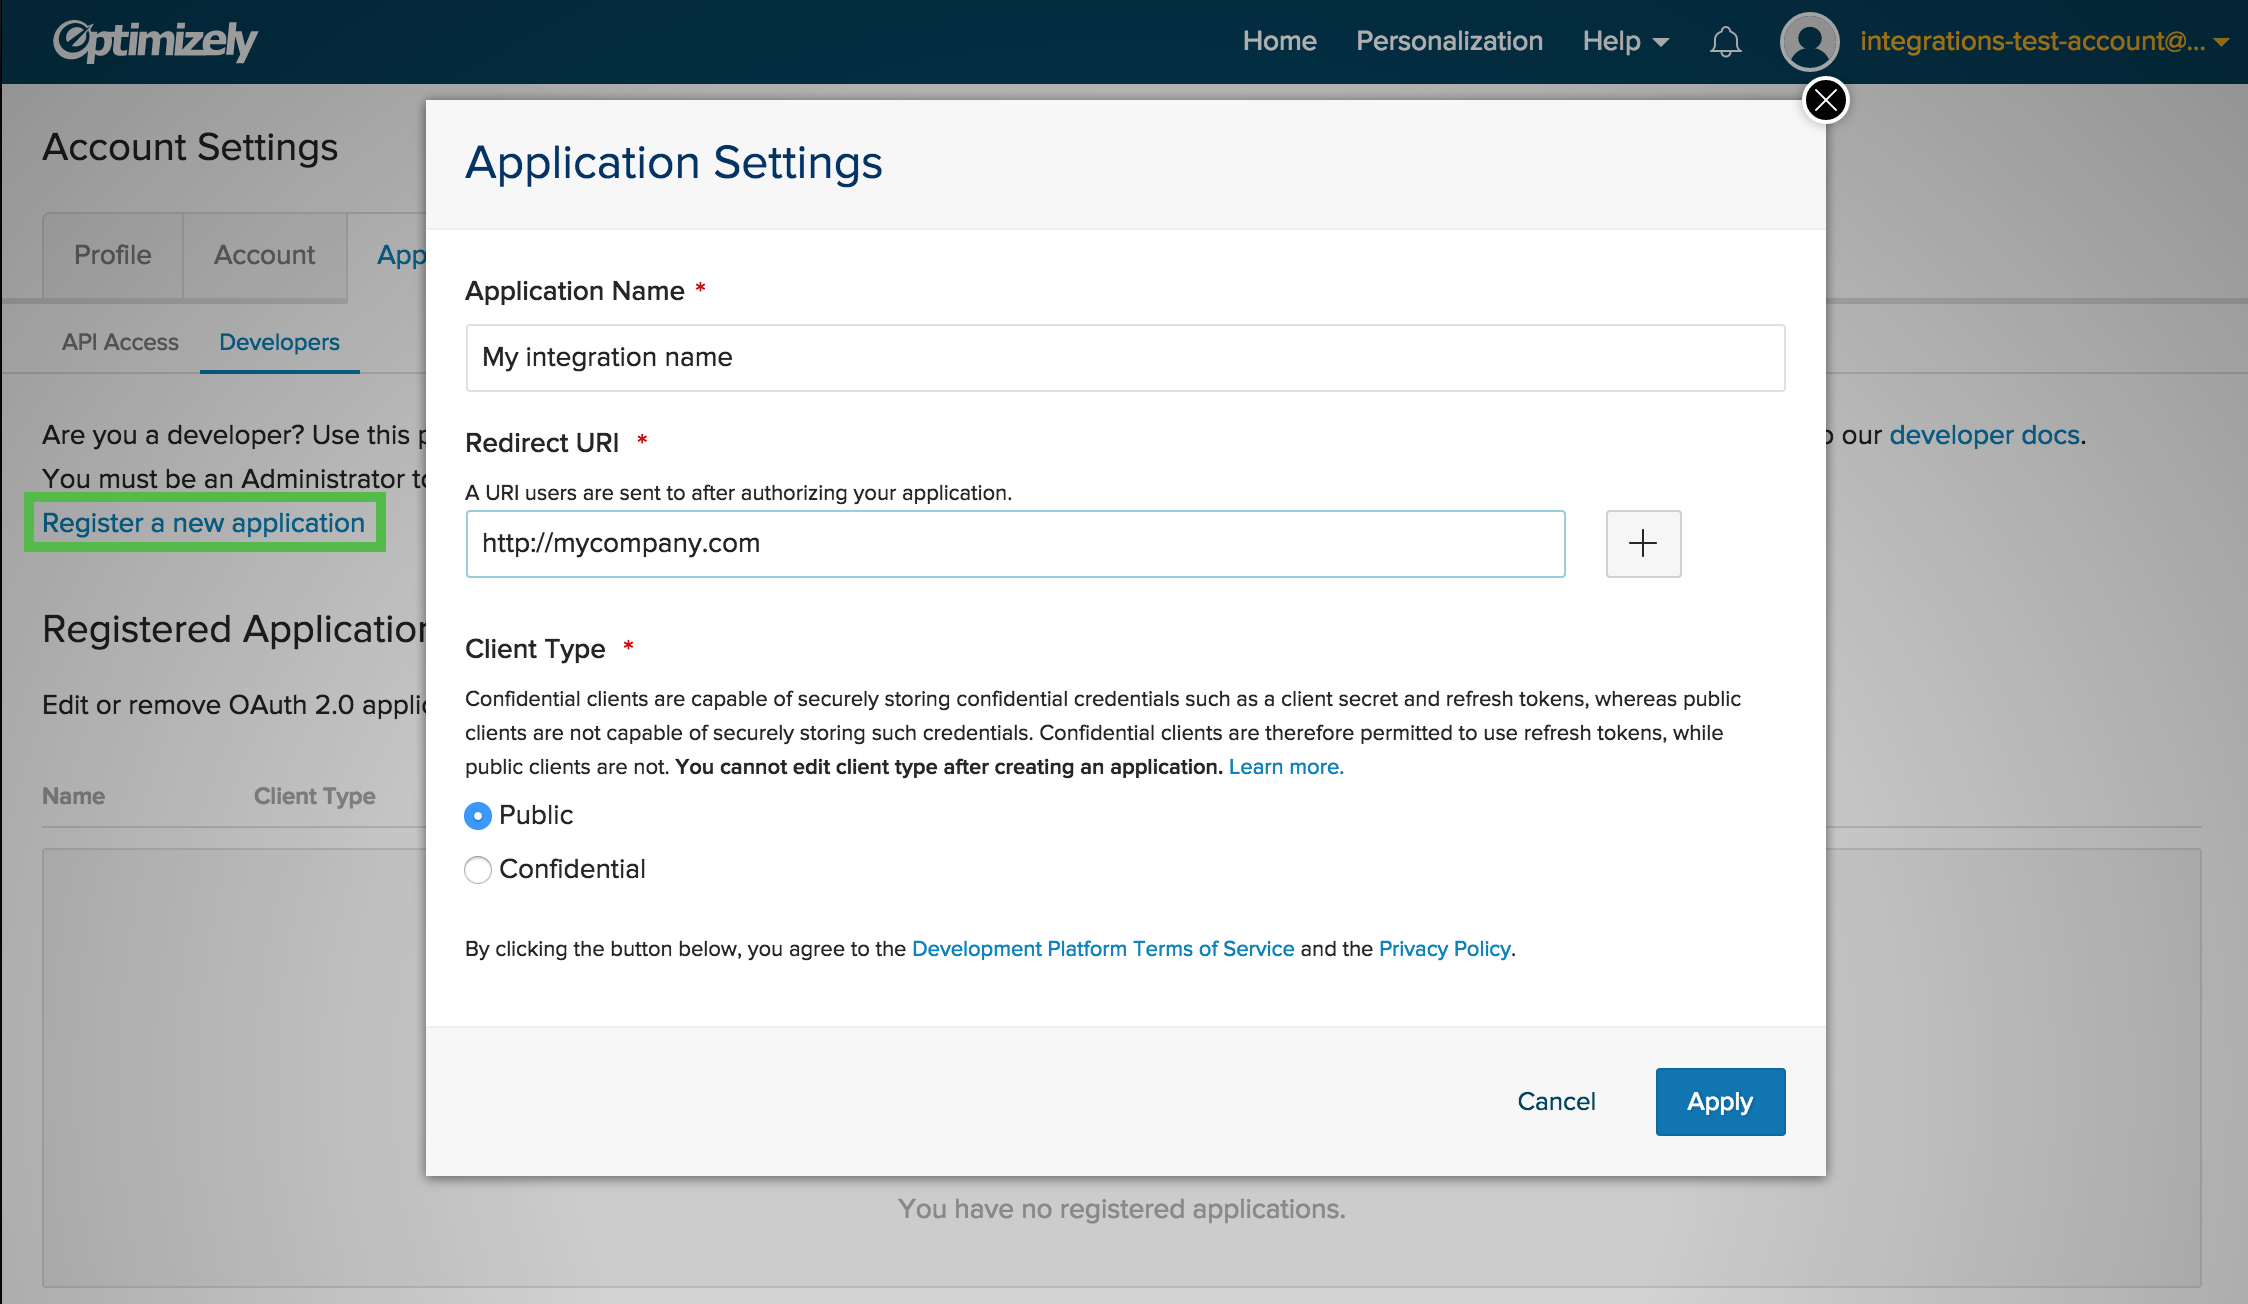 Optimizely
Home Personalization Help integrations-test-account@...
Account Settings
Profile Account App
API Access Developers
Are you a developer? Use this
our developer docs.
You must be an Administrator
Register a new application
Registered Application
Edit or remove OAuth 2.0
Name Client Type
Application Settings
Application Name *
My integration name
Redirect URI *
A URI users are sent to after authorizing your application.
http://mycompany.com
+
Client Type *
Confidential clients are capable of securely storing confidential credentials such as a client secret and refresh tokens, whereas public
clients are not capable of securely storing such credentials. Confidential clients are therefore permitted to use refresh tokens, while
public clients are not. You cannot edit client type after creating an application. Learn more.
Public
Confidential
By clicking the button below, you agree to the Development Platform Terms of Service and the Privacy Policy.
Cancel Apply
You have no registered applications.